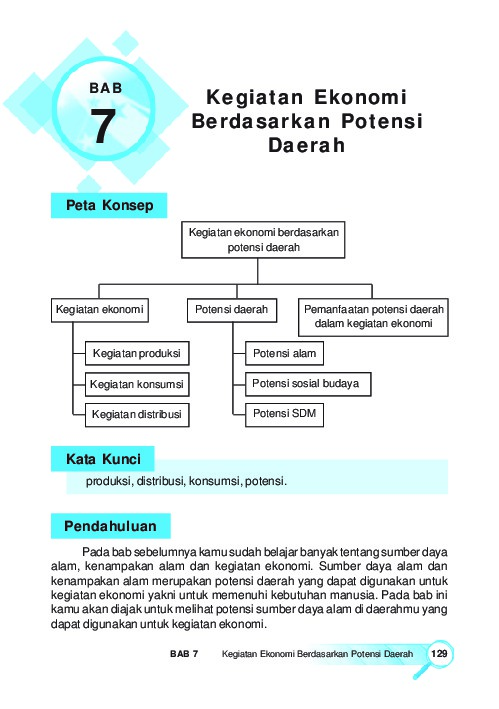 BAB
7
Kegiatan Ekonomi
Berdasarkan Potensi
Daerah
Peta Konsep
Kegiatan ekonomi berdasarkan
potensi daerah
Kegiatan ekonomi
Potensi daerah
Pemanfaatan potensi daerah
dalam kegiatan ekonomi
Kegiatan produksi
Potensi alam
Kegiatan konsumsi
Potensi sosial budaya
Kegiatan distribusi
Potensi SDM
Kata Kunci
produksi, distribusi, konsumsi, potensi.
Pendahuluan
Pada bab sebelumnya kamu sudah belajar banyak tentang sumber daya
alam, kenampakan alam dan kegiatan ekonomi. Sumber daya alam dan
kenampakan alam merupakan potensi daerah yang dapat digunakan untuk
kegiatan ekonomi yakni untuk memenuhi kebutuhan manusia. Pada bab ini
kamu akan diajak untuk melihat potensi sumber daya alam di daerahmu yang
dapat digunakan untuk kegiatan ekonomi.
BAB 7 Kegiatan Ekonomi Berdasarkan Potensi Daerah 129